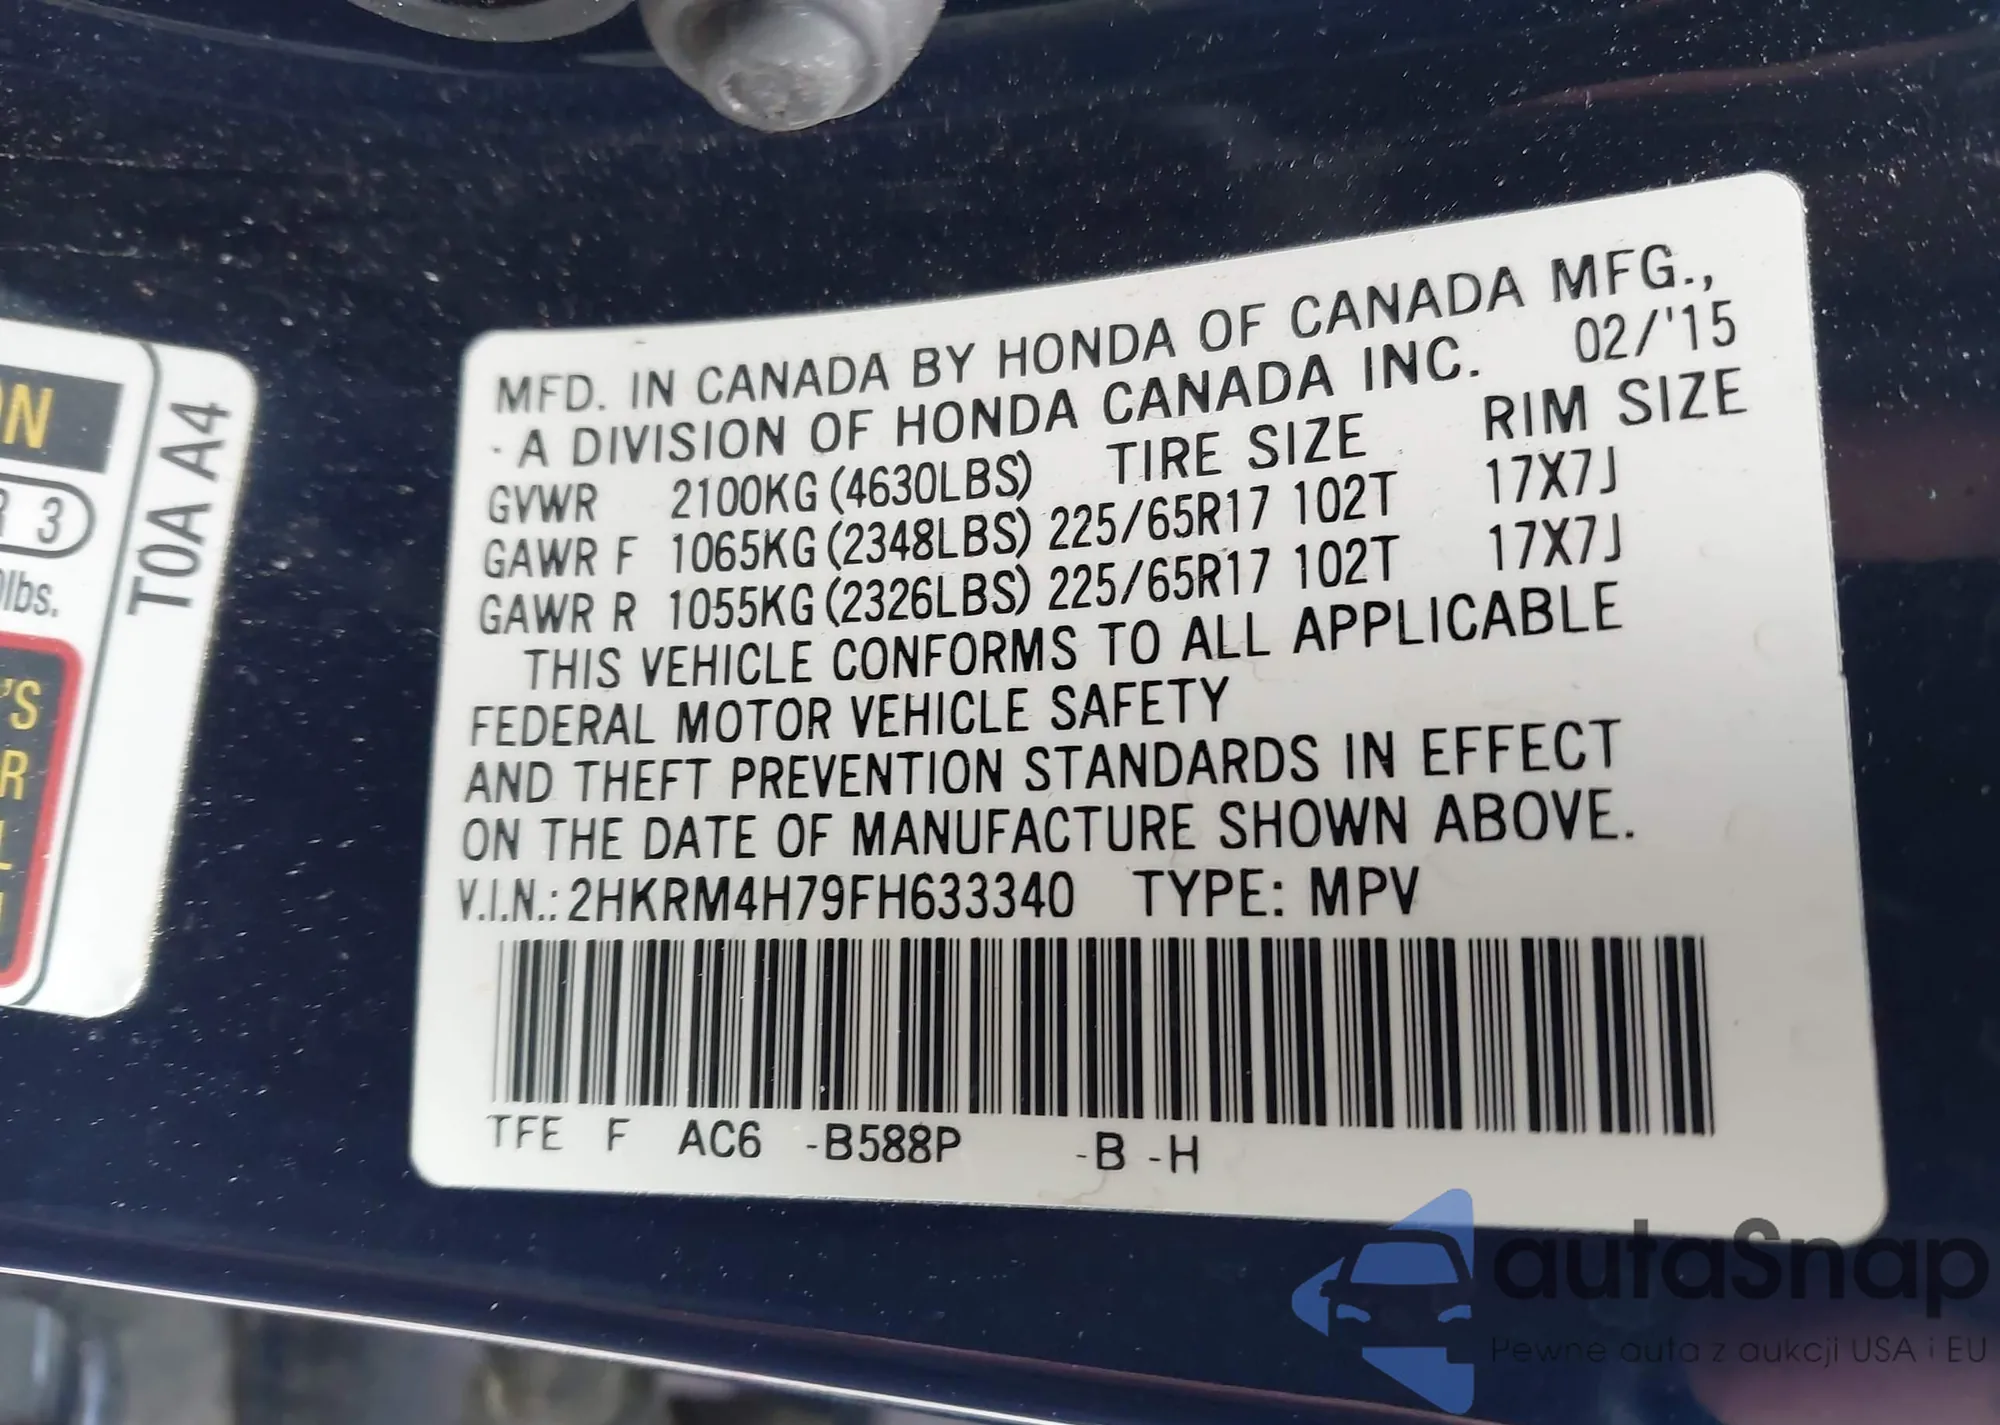 MFD. IN CANADA BY HONDA OF CANADA MFG.,
- A DIVISION OF HONDA CANADA INC. 02/'15
TIRE SIZE RIM SIZE
GVWR 2100KG (4630LBS)
GAWR F 1065KG (2348LBS) 225/65R17 102T 17X7J
GAWR R 1055KG (2326LBS) 225/65R17 102T 17X7J
THIS VEHICLE CONFORMS TO ALL APPLICABLE
FEDERAL MOTOR VEHICLE SAFETY
AND THEFT PREVENTION STANDARDS IN EFFECT
ON THE DATE OF MANUFACTURE SHOWN ABOVE.
V.I.N.: 2HKRM4H79FH633340 TYPE: MPV
TFE F AC6 -B588P -B -H
T0A A4
3
lbs.
'S
R
autaSnap
Pewne auta z aukcji USA i EU